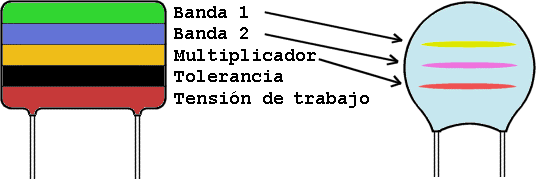 Banda 1
Banda 2
Multiplicador
Tolerancia
Tensión de trabajo